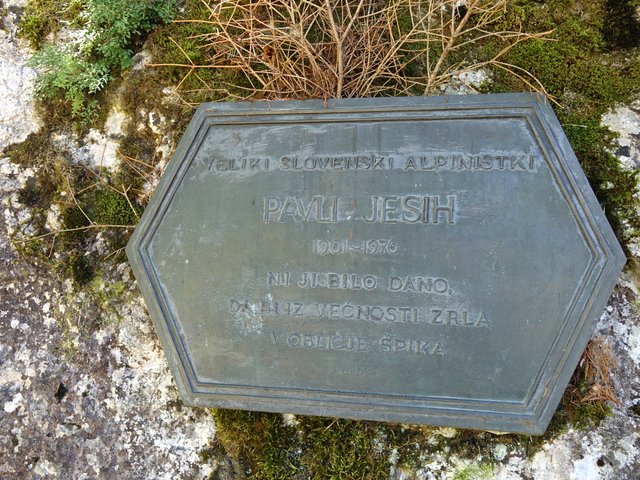 VELIKI SLOVENSKI ALPINISTKI
PAVLI JESIH
1901-1976
NI JI BILO DANO,
DA BI IZ VEČNOSTI ZRLA
V OBLIČJE ŠPIKA